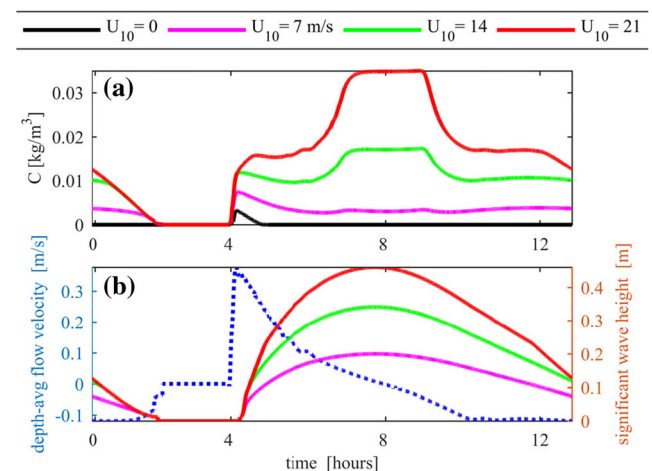 U10= 0 U10= 7 m/s U10= 14 U10= 21
(a)
C [kg/m3]
0.03
0.02
0.01
0
0 4 8 12
(b)
depth-avg flow velocity [m/s]
0.3
0.2
0.1
0
-0.1
significant wave height [m]
0.4
0.3
0.2
0.1
0
0 4 8 12
time [hours]